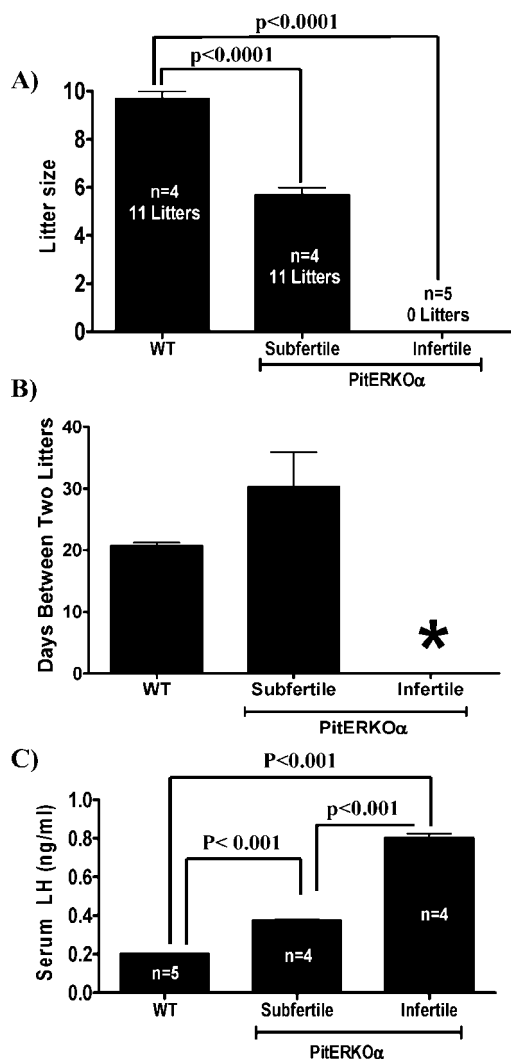 p<0.0001
p<0.0001
A)
Litter size
10
8
6
4
2
0
n=4
11 Litters
n=4
11 Litters
n=5
0 Litters
WT
Subfertile
Infertile
PitERKOα
B)
Days Between Two Litters
40
30
20
10
0
*
WT
Subfertile
Infertile
PitERKOα
C)
P<0.001
p<0.001
P< 0.001
Serum LH (ng/ml)
1.0
0.8
0.6
0.4
0.2
0.0
n=5
n=4
n=4
WT
Subfertile
Infertile
PitERKOα